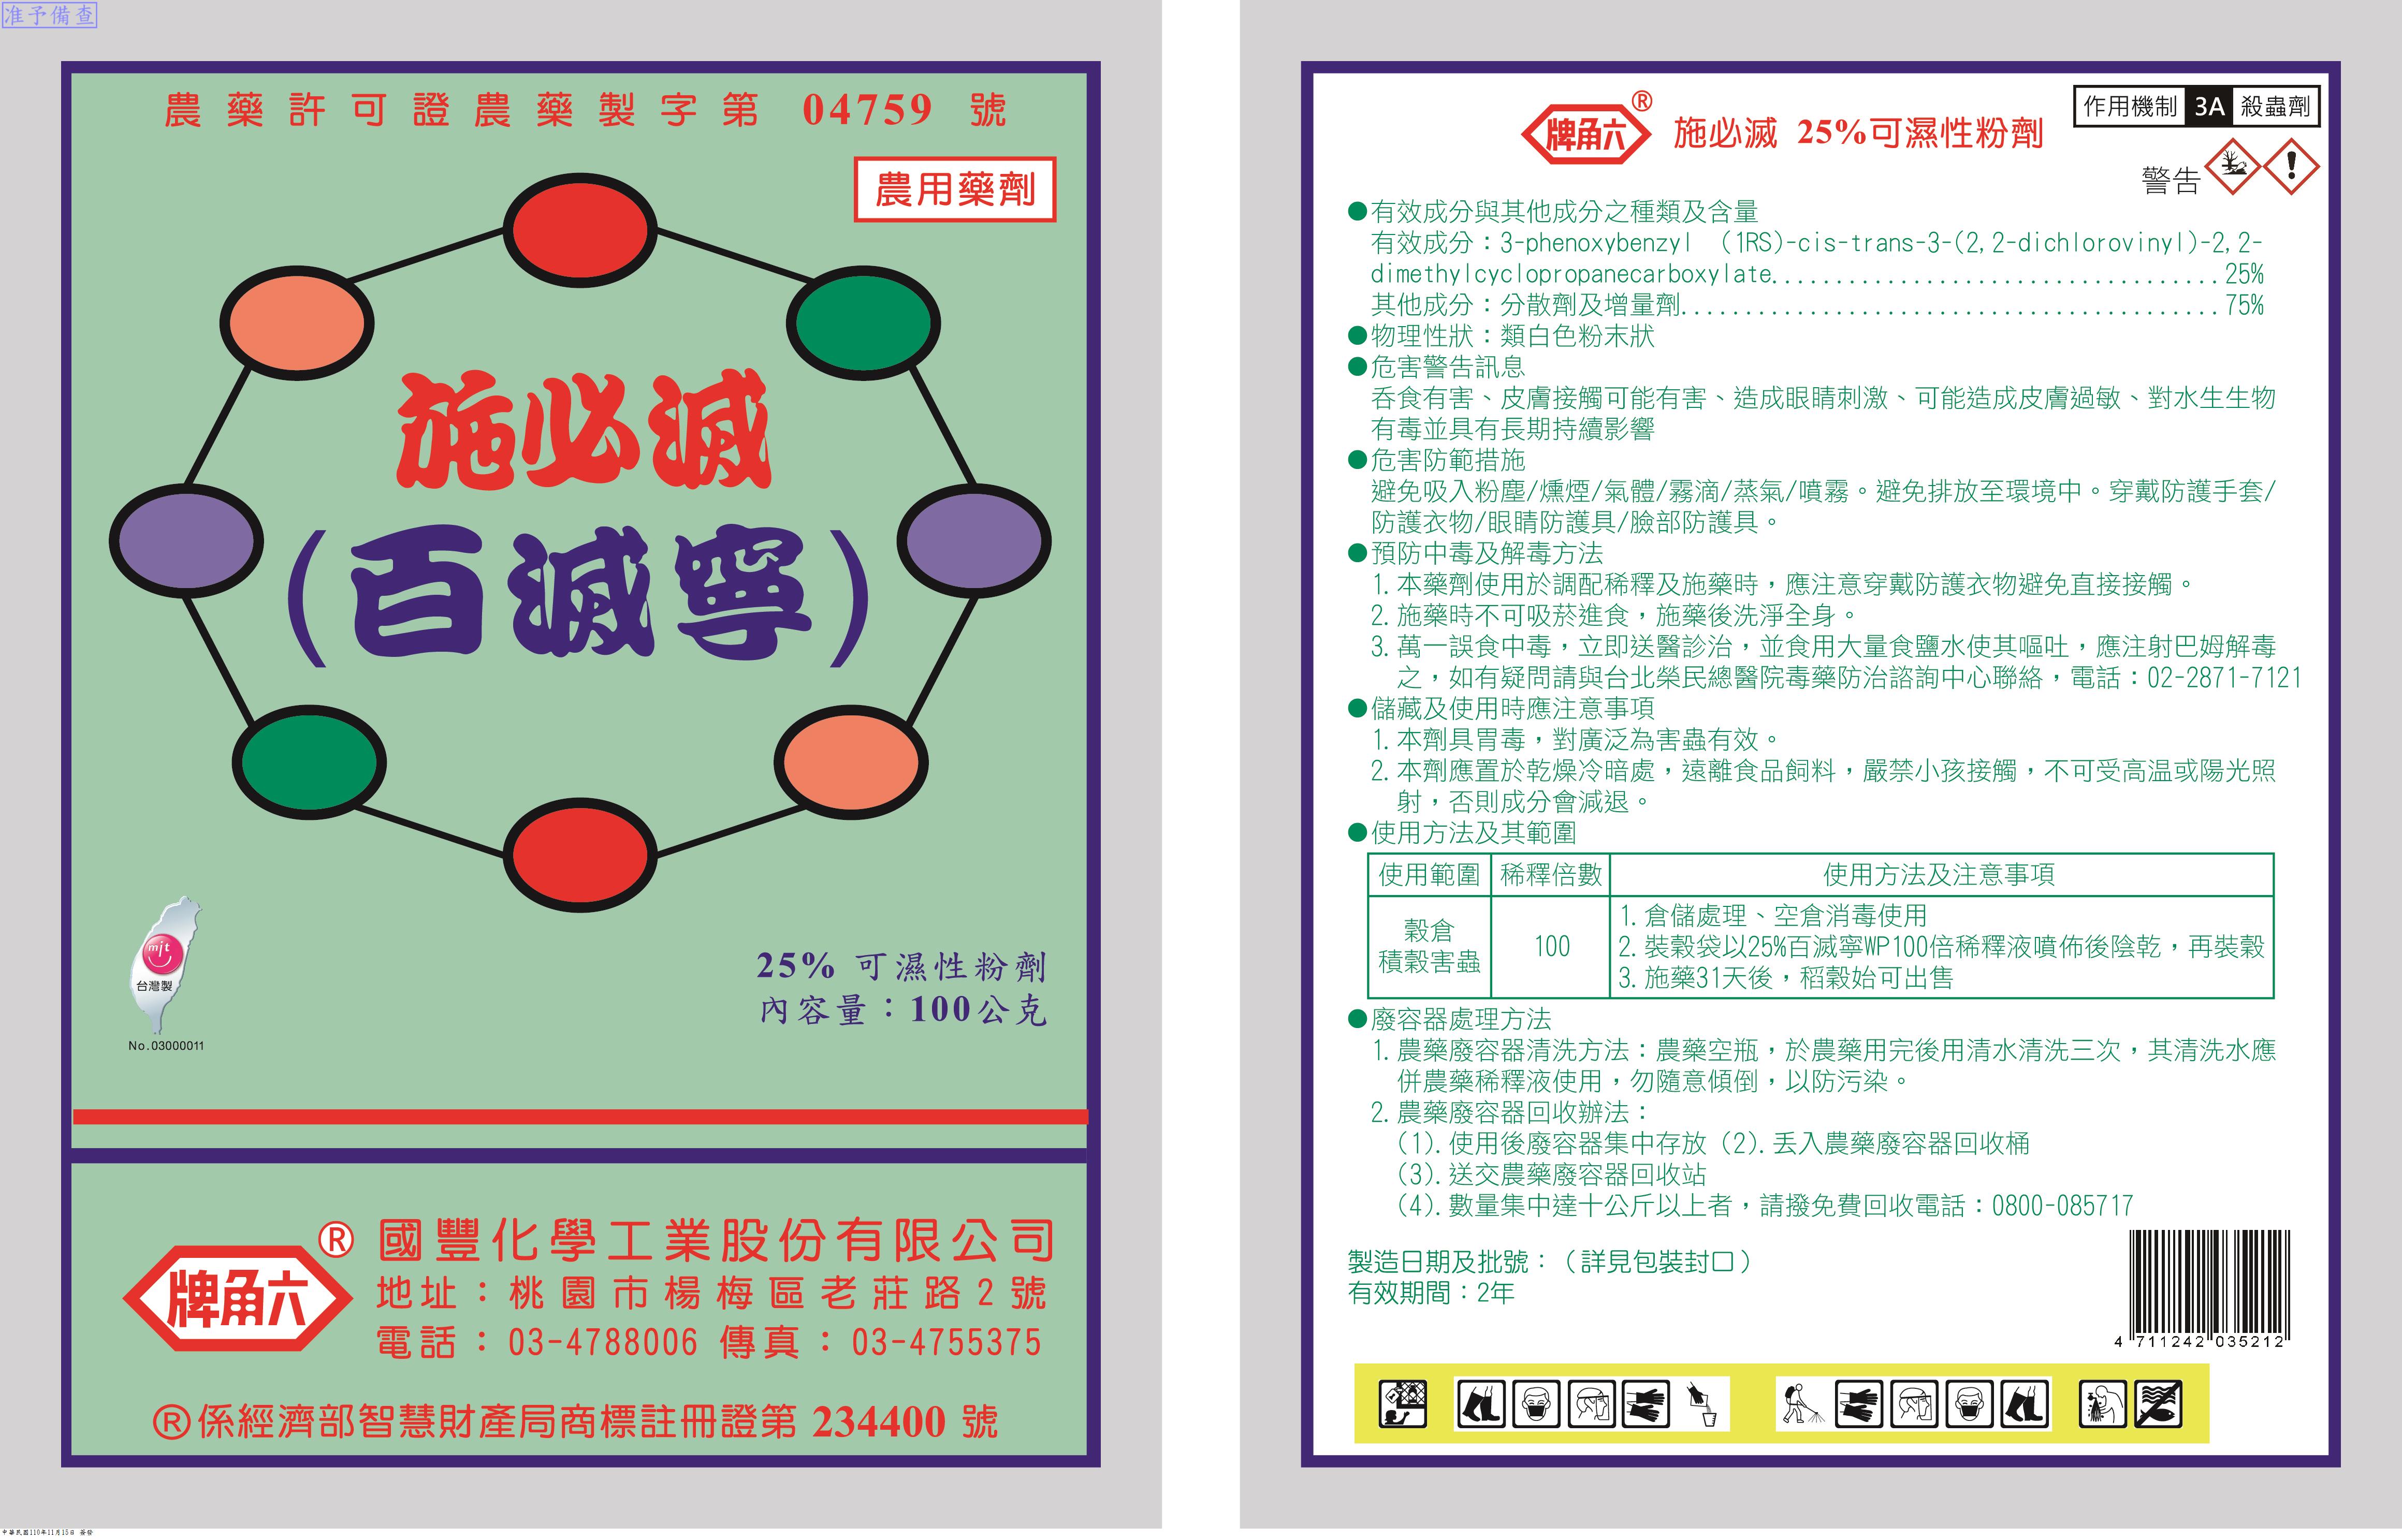 准予備查
農藥許可證農藥製字第 04759 號
農用藥劑
施必滅
(百滅寧)
mit
台灣製
No.03000011
25% 可濕性粉劑
內容量：100公克
牌角六
®
國豐化學工業股份有限公司
地址：桃園市楊梅區老莊路2號
電話：03-4788006 傳真：03-4755375
®係經濟部智慧財產局商標註冊證第 234400 號
中華民國110年11月15日 簽發
牌角六® 施必滅 25%可濕性粉劑
作用機制 3A 殺蟲劑
警告
●有效成分與其他成分之種類及含量
有效成分：3-phenoxybenzyl (1RS)-cis-trans-3-(2,2-dichlorovinyl)-2,2-
dimethylcyclopropanecarboxylate...................................25%
其他成分：分散劑及增量劑..........................................75%
●物理性狀：類白色粉末狀
●危害警告訊息
吞食有害、皮膚接觸可能有害、造成眼睛刺激、可能造成皮膚過敏、對水生生物
有毒並具有長期持續影響
●危害防範措施
避免吸入粉塵/燻煙/氣體/霧滴/蒸氣/噴霧。避免排放至環境中。穿戴防護手套/
防護衣物/眼睛防護具/臉部防護具。
●預防中毒及解毒方法
1.本藥劑使用於調配稀釋及施藥時，應注意穿戴防護衣物避免直接接觸。
2.施藥時不可吸菸進食，施藥後洗淨全身。
3.萬一誤食中毒，立即送醫診治，並食用大量食鹽水使其嘔吐，應注射巴姆解毒
之，如有疑問請與台北榮民總醫院毒藥防治諮詢中心聯絡，電話：02-2871-7121
●儲藏及使用時應注意事項
1.本劑具胃毒，對廣泛為害蟲有效。
2.本劑應置於乾燥冷暗處，遠離食品飼料，嚴禁小孩接觸，不可受高温或陽光照
射，否則成分會減退。
●使用方法及其範圍
使用範圍 稀釋倍數 使用方法及注意事項
穀倉
積穀害蟲
100
1.倉儲處理、空倉消毒使用
2.裝穀袋以25%百滅寧WP100倍稀釋液噴佈後陰乾，再裝穀
3.施藥31天後，稻穀始可出售
●廢容器處理方法
1.農藥廢容器清洗方法：農藥空瓶，於農藥用完後用清水清洗三次，其清洗水應
併農藥稀釋液使用，勿隨意傾倒，以防污染。
2.農藥廢容器回收辦法：
(1).使用後廢容器集中存放 (2).丟入農藥廢容器回收桶
(3).送交農藥廢容器回收站
(4).數量集中達十公斤以上者，請撥免費回收電話：0800-085717
製造日期及批號：（詳見包裝封口）
有效期間：2年
4 711242 035212